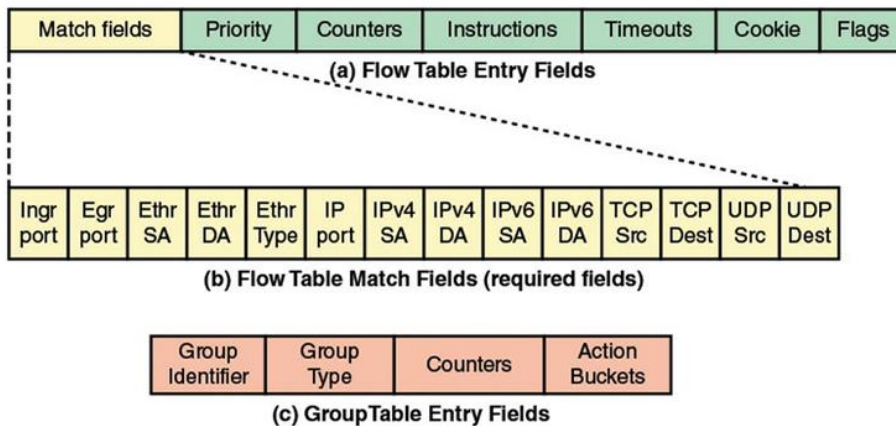 Match fields Priority Counters Instructions Timeouts Cookie Flags
(a) Flow Table Entry Fields
Ingr port Egr port Ethr SA Ethr DA Ethr Type IP port IPv4 SA IPv4 DA IPv6 SA IPv6 DA TCP Src TCP Dest UDP Src UDP Dest
(b) Flow Table Match Fields (required fields)
Group Identifier Group Type Counters Action Buckets
(c) GroupTable Entry Fields